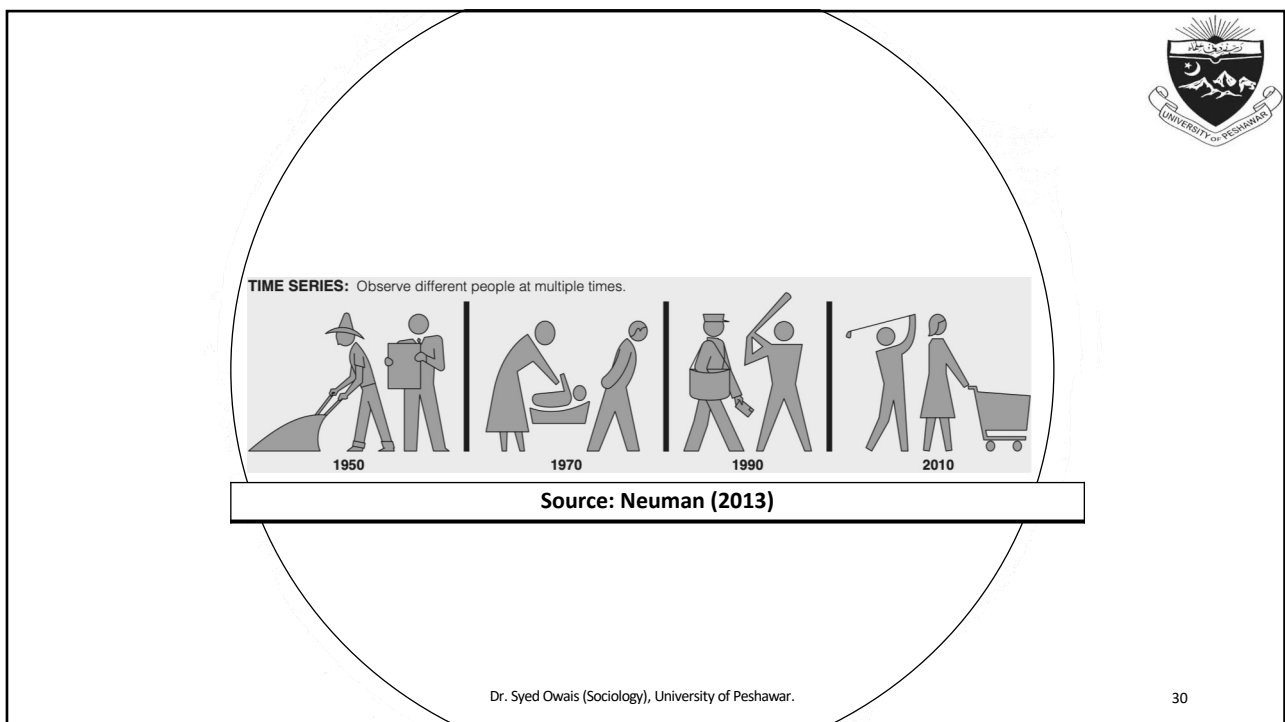 UNIVERSITY OF PESHAWAR
TIME SERIES: Observe different people at multiple times.
1950 1970 1990 2010
Source: Neuman (2013)
Dr. Syed Owais (Sociology), University of Peshawar. 30